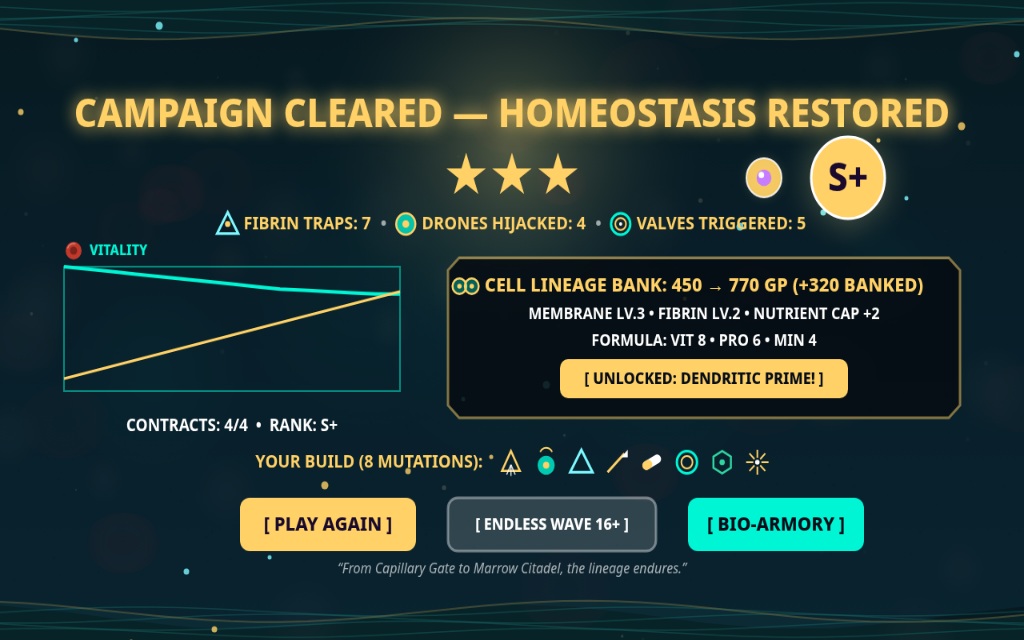 CAMPAIGN CLEARED — HOMEOSTASIS RESTORED
S+
FIBRIN TRAPS: 7 • DRONES HIJACKED: 4 • VALVES TRIGGERED: 5
VITALITY
CELL LINEAGE BANK: 450 → 770 GP (+320 BANKED)
MEMBRANE LV.3 • FIBRIN LV.2 • NUTRIENT CAP +2
FORMULA: VIT 8 • PRO 6 • MIN 4
[ UNLOCKED: DENDRITIC PRIME! ]
CONTRACTS: 4/4 • RANK: S+
YOUR BUILD (8 MUTATIONS):
[ PLAY AGAIN ]
[ ENDLESS WAVE 16+ ]
[ BIO-ARMORY ]
“From Capillary Gate to Marrow Citadel, the lineage endures.”